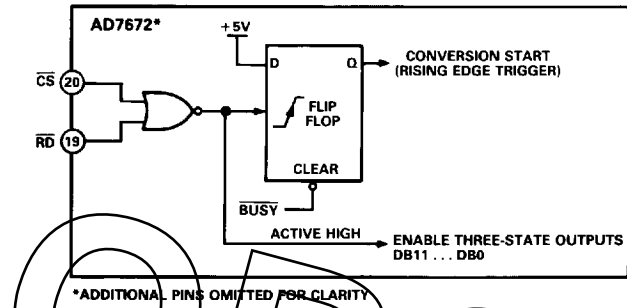 AD7672*
+5V
D
Q
CONVERSION START
(RISING EDGE TRIGGER)
CS
20
FLIP
FLOP
RD
19
CLEAR
BUSY
ACTIVE HIGH
ENABLE THREE-STATE OUTPUTS
DB11 . . . DB0
*ADDITIONAL PINS OMITTED FOR CLARITY